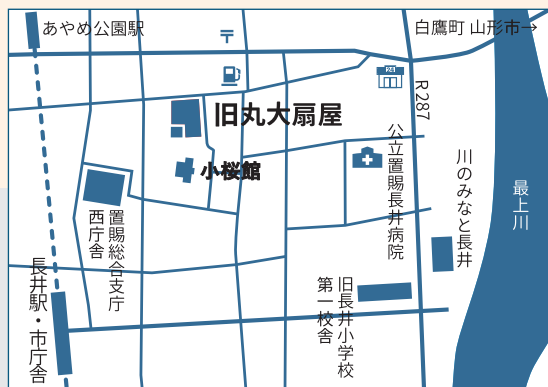 あやめ公園駅
白鷹町 山形市→
〒
R287
旧丸大扇屋
小桜館
公立置賜長井病院
川のみなと長井
最上川
置賜総合支庁
西庁舎
長井駅・市庁舎
旧長井小学校
第一校舎